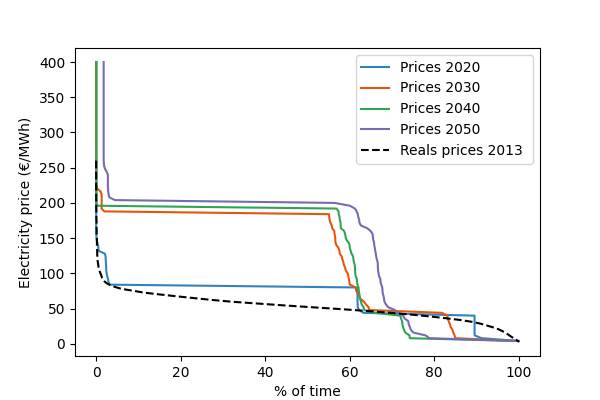 Prices 2020
Prices 2030
Prices 2040
Prices 2050
Reals prices 2013
Electricity price (€/MWh)
400
350
300
250
200
150
100
50
0
0 20 40 60 80 100
% of time